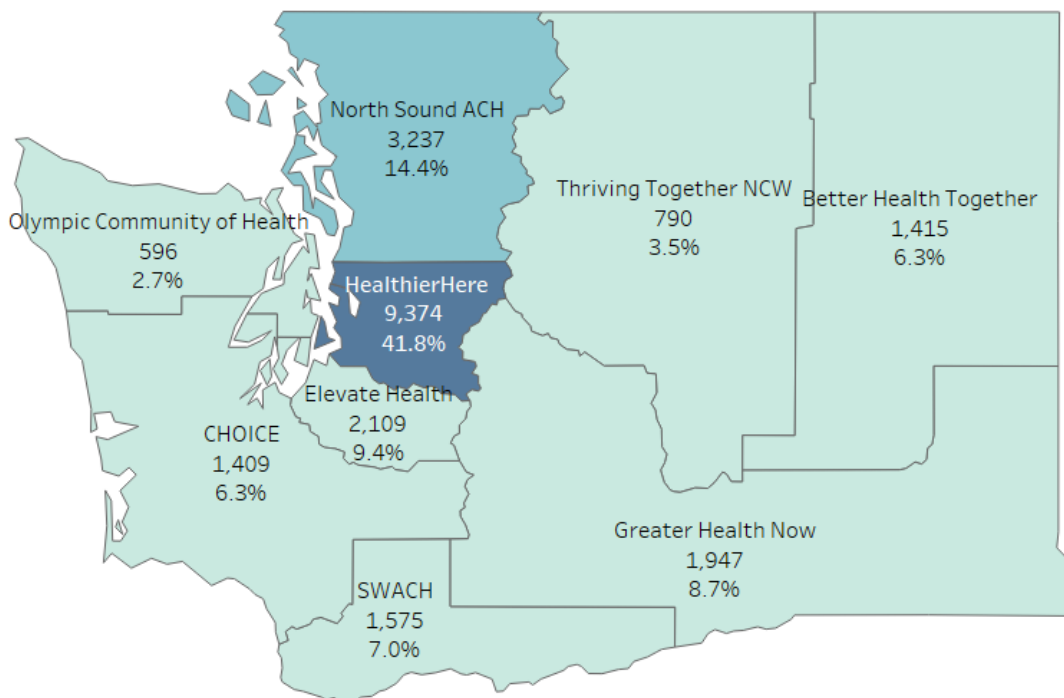 North Sound ACH
3,237
14.4%
Thriving Together NCW
790
3.5%
Better Health Together
1,415
6.3%
Olympic Community of Health
596
2.7%
HealthierHere
9,374
41.8%
Elevate Health
2,109
9.4%
CHOICE
1,409
6.3%
Greater Health Now
1,947
8.7%
SWACH
1,575
7.0%